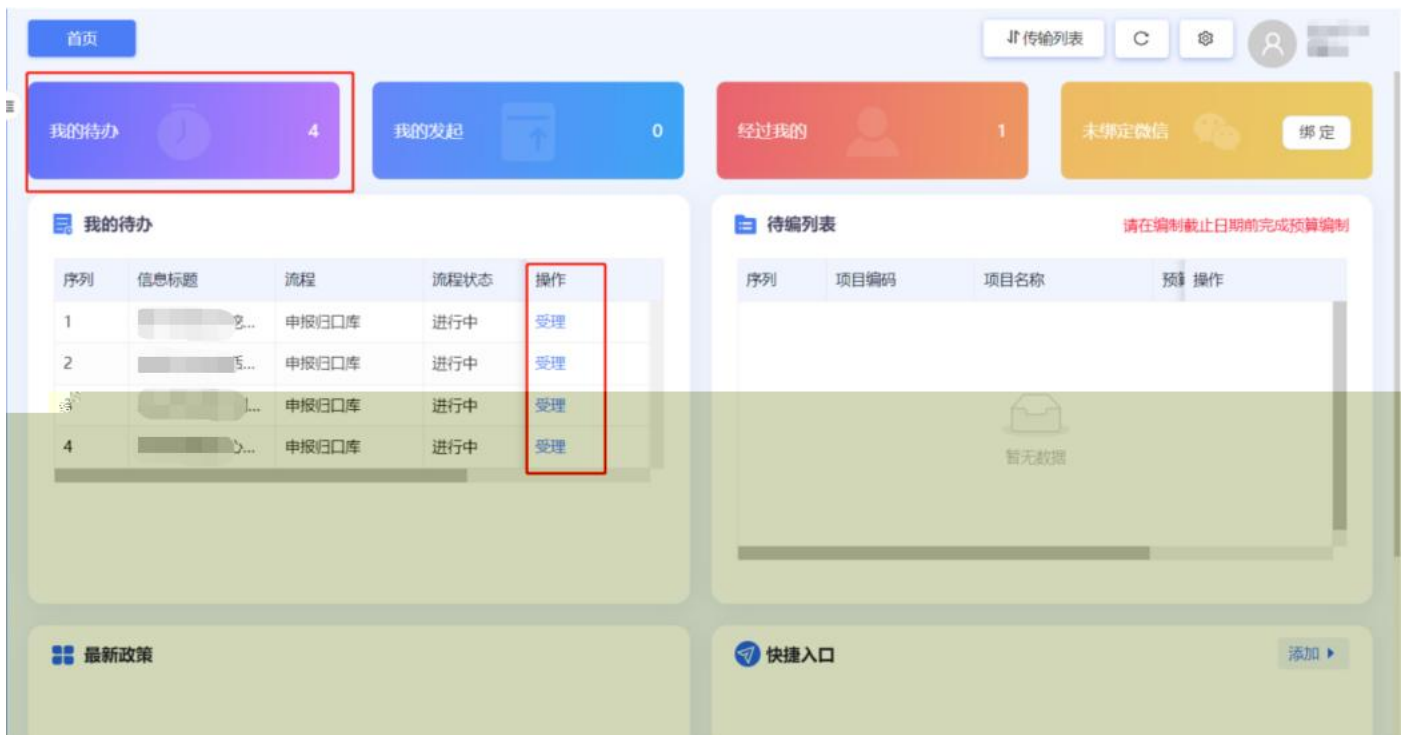 首页 传输列表
我的待办 4 我的发起 0 经过我的 1 未绑定微信 绑定
我的待办 待编列表 请在编制截止日期前完成预算编制
序列 信息标题 流程 流程状态 操作 序列 项目编码 项目名称 预 操作
1 ... 申报归口库 进行中 受理
2 ... 申报归口库 进行中 受理
3 ... 申报归口库 进行中 受理
4 心... 申报归口库 进行中 受理
暂无数据
最新政策 快捷入口 添加